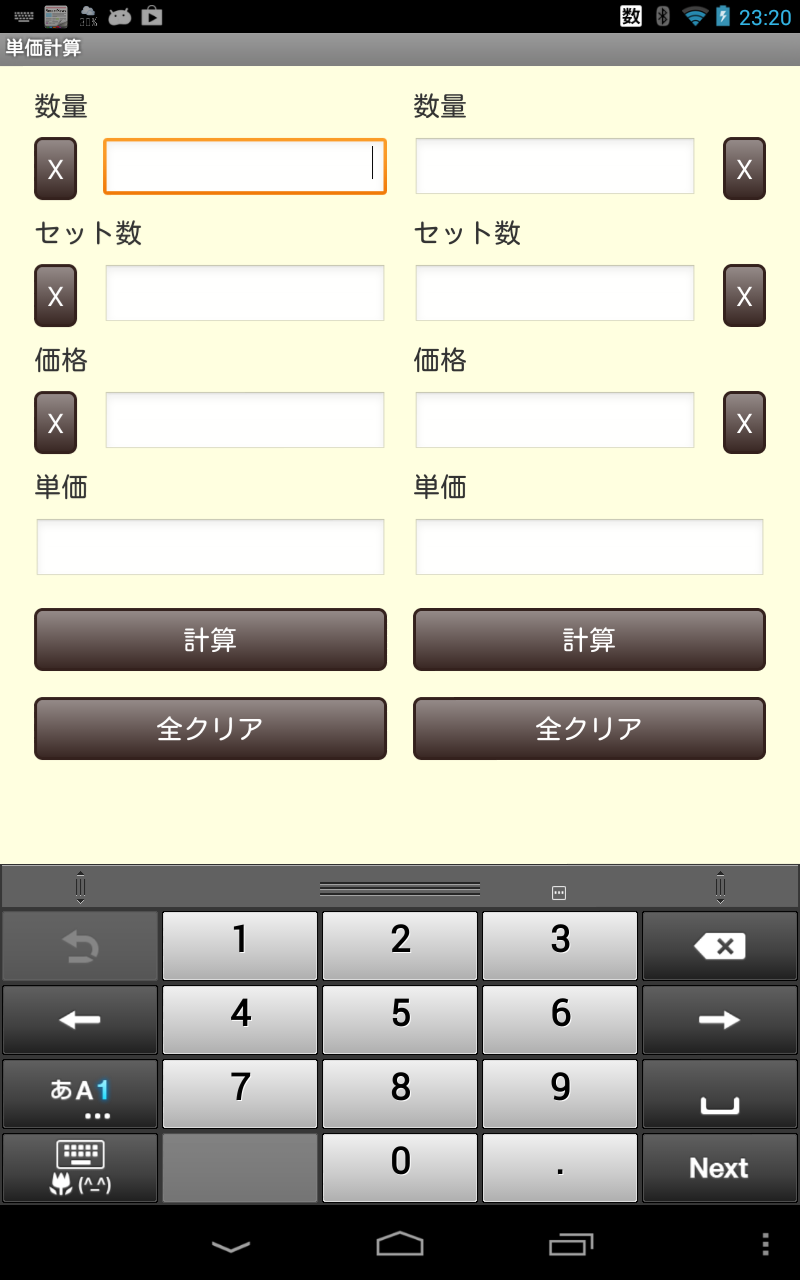 数 23:20
単価計算
数量 数量
X X
セット数 セット数
X X
価格 価格
X X
単価 単価
計算 計算
全クリア 全クリア
1 2 3
4 5 6
あA1 7 8 9
...
(^_^) 0 . Next